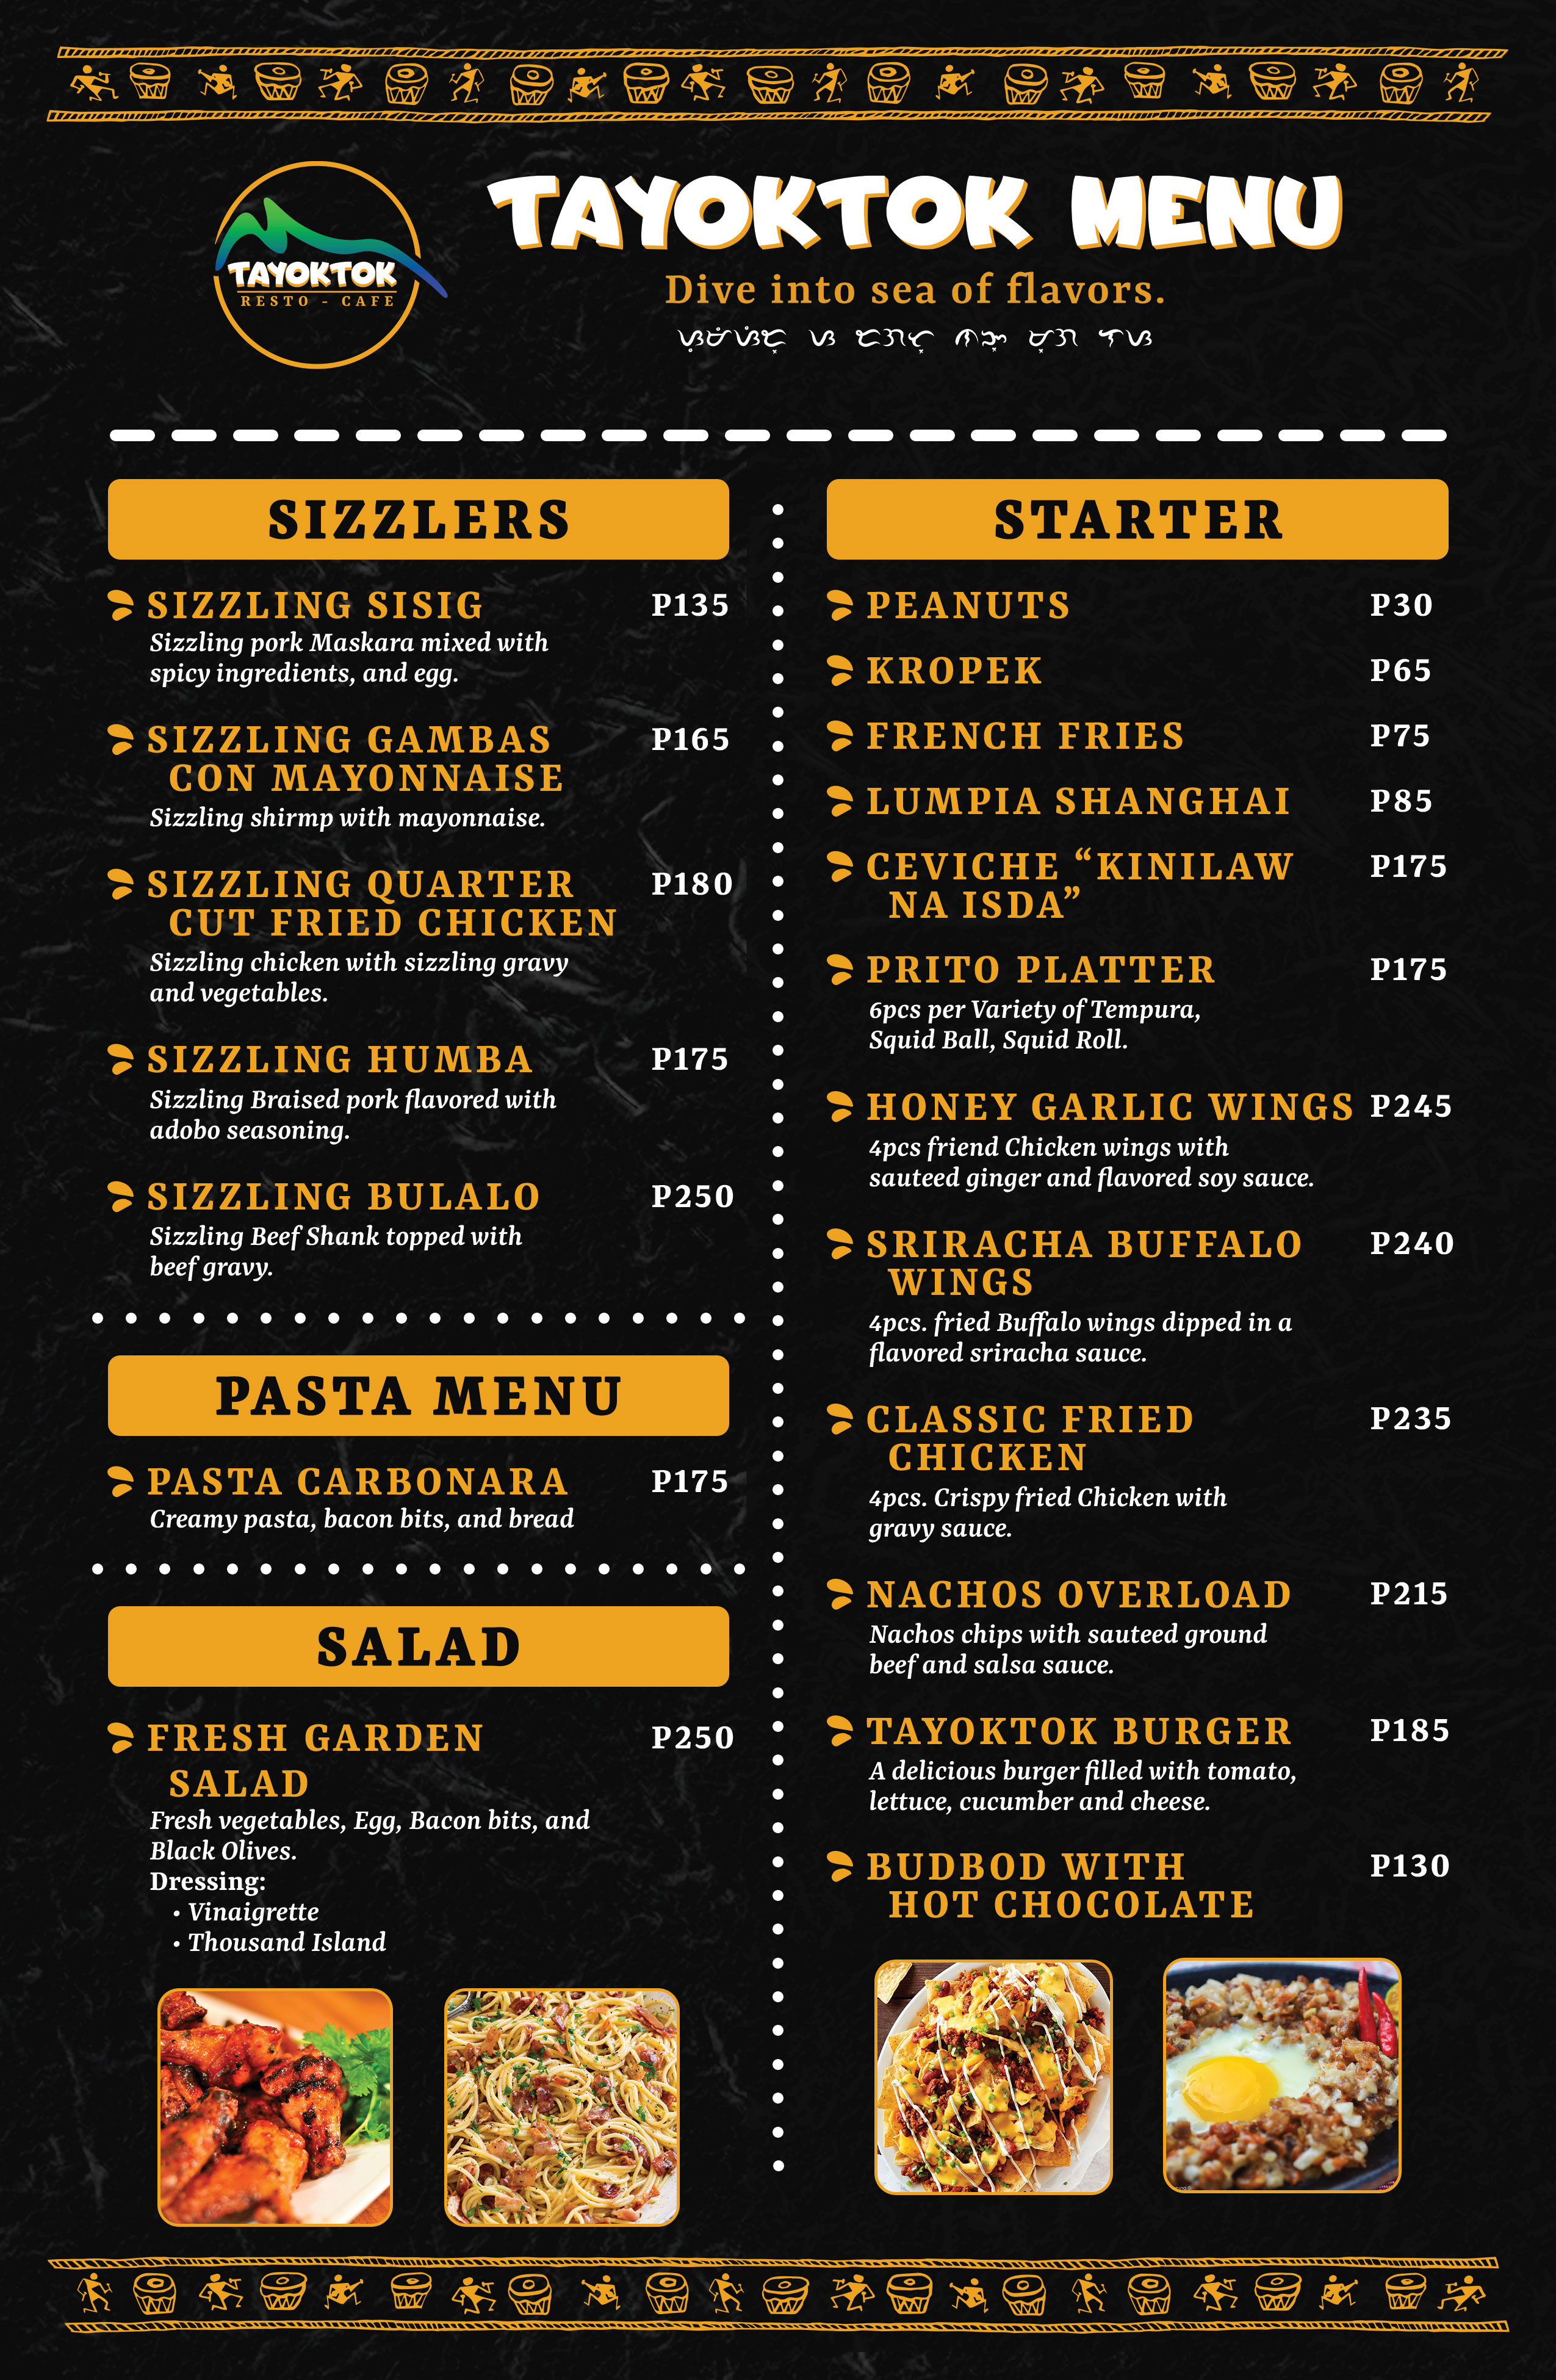 TAYOKTOK
RESTO - CAFE
TAYOKTOK MENU
Dive into sea of flavors.
SIZZLERS
SIZZLING SISIG P135
Sizzling pork Maskara mixed with
spicy ingredients, and egg.
SIZZLING GAMBAS P165
CON MAYONNAISE
Sizzling shirmp with mayonnaise.
SIZZLING QUARTER P180
CUT FRIED CHICKEN
Sizzling chicken with sizzling gravy
and vegetables.
SIZZLING HUMBA P175
Sizzling Braised pork flavored with
adobo seasoning.
SIZZLING BULALO P250
Sizzling Beef Shank topped with
beef gravy.
PASTA MENU
PASTA CARBONARA P175
Creamy pasta, bacon bits, and bread
SALAD
FRESH GARDEN P250
SALAD
Fresh vegetables, Egg, Bacon bits, and
Black Olives.
Dressing:
• Vinaigrette
• Thousand Island
STARTER
PEANUTS P30
KROPEK P65
FRENCH FRIES P75
LUMPIA SHANGHAI P85
CEVICHE “KINILAW P175
NA ISDA”
PRITO PLATTER P175
6pcs per Variety of Tempura,
Squid Ball, Squid Roll.
HONEY GARLIC WINGS P245
4pcs friend Chicken wings with
sauteed ginger and flavored soy sauce.
SRIRACHA BUFFALO P240
WINGS
4pcs. fried Buffalo wings dipped in a
flavored sriracha sauce.
CLASSIC FRIED P235
CHICKEN
4pcs. Crispy fried Chicken with
gravy sauce.
NACHOS OVERLOAD P215
Nachos chips with sauteed ground
beef and salsa sauce.
TAYOKTOK BURGER P185
A delicious burger filled with tomato,
lettuce, cucumber and cheese.
BUDBOD WITH P130
HOT CHOCOLATE